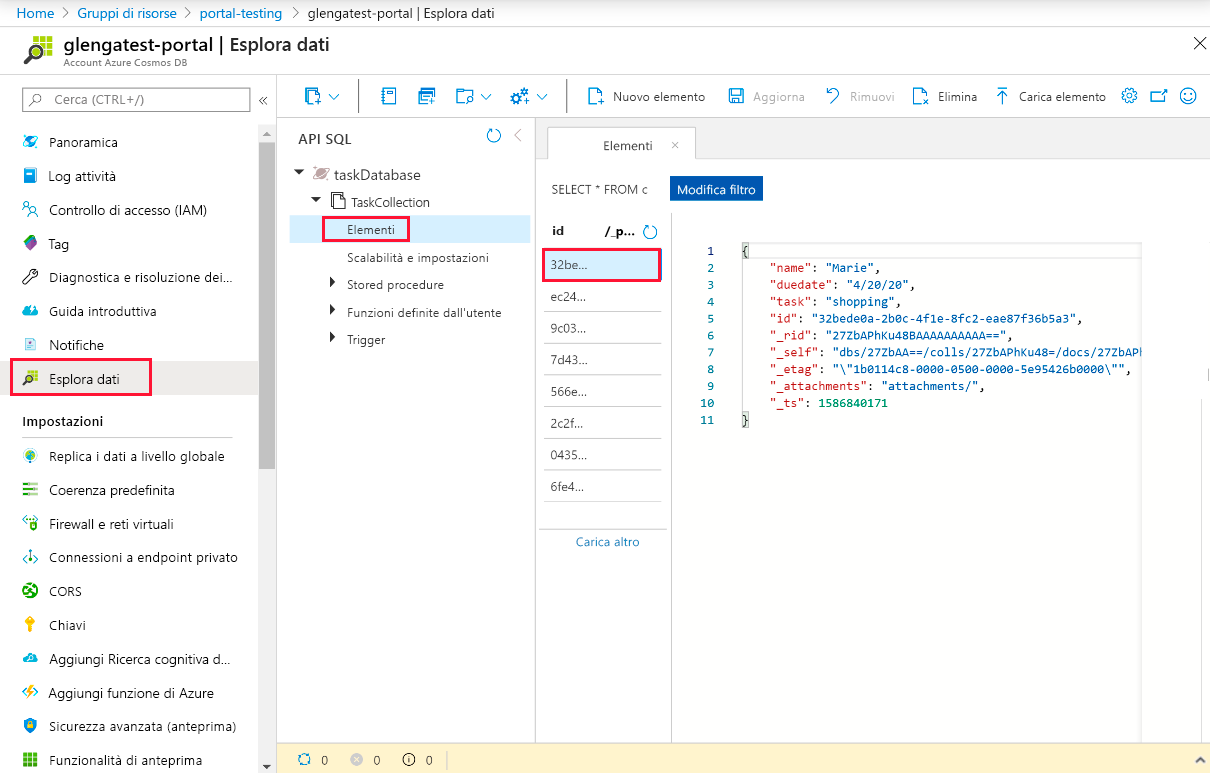 Home > Gruppi di risorse > portal-testing > glengatest-portal | Esplora dati
glengatest-portal | Esplora dati
Account Azure Cosmos DB
Cerca (CTRL+/)
«
Panoramica
Log attività
Controllo di accesso (IAM)
Tag
Diagnostica e risoluzione dei...
Guida introduttiva
Notifiche
Esplora dati
Impostazioni
Replica i dati a livello globale
Coerenza predefinita
Firewall e reti virtuali
Connessioni a endpoint privato
CORS
Chiavi
Aggiungi Ricerca cognitiva d...
Aggiungi funzione di Azure
Sicurezza avanzata (anteprima)
Funzionalità di anteprima
Nuovo elemento
Aggiorna
Rimuovi
Elimina
Carica elemento
API SQL
taskDatabase
TaskCollection
Elementi
Scalabilità e impostazioni
Stored procedure
Funzioni definite dall'utente
Trigger
Elementi
SELECT * FROM c
Modifica filtro
id /_p...
32be...
ec24...
9c03...
7d43...
566e...
2c2f...
0435...
6fe4...
Carica altro
1 {
2 "name": "Marie",
3 "duedate": "4/20/20",
4 "task": "shopping",
5 "id": "32bede0a-2b0c-4f1e-8fc2-eae87f36b5a3",
6 "_rid": "27ZbAPhKu48BAAAAAAAAAA==",
7 "_self": "dbs/27ZbAA==/colls/27ZbAPhKu48=/docs/27ZbAPh
8 "_etag": "\"1b0114c8-0000-0500-0000-5e95426b0000\"",
9 "_attachments": "attachments/",
10 "_ts": 1586840171
11 }
0 0 0